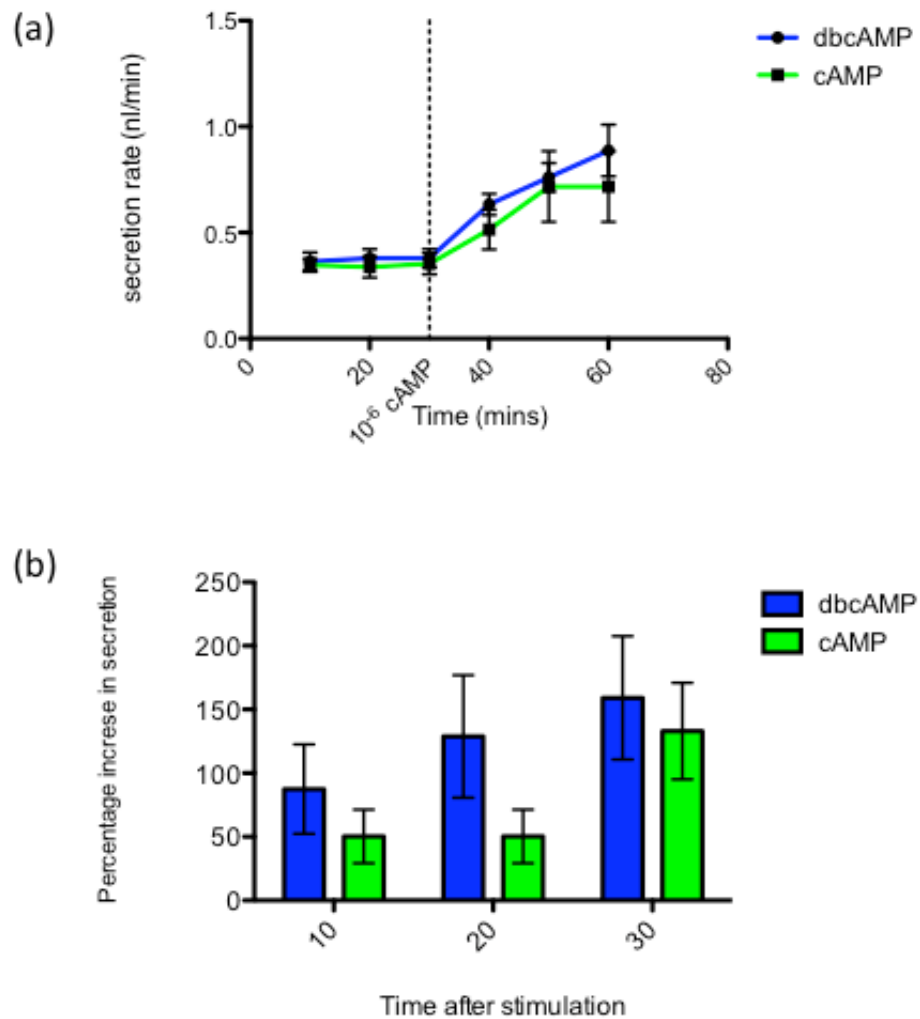 (a)
1.5
1.0
0.5
0.0
secretion rate (nl/min)
0
20
10⁻⁶ cAMP
40
60
80
Time (mins)
dbcAMP
cAMP
(b)
250
200
150
100
50
0
Percentage increse in secretion
10
20
30
Time after stimulation
dbcAMP
cAMP